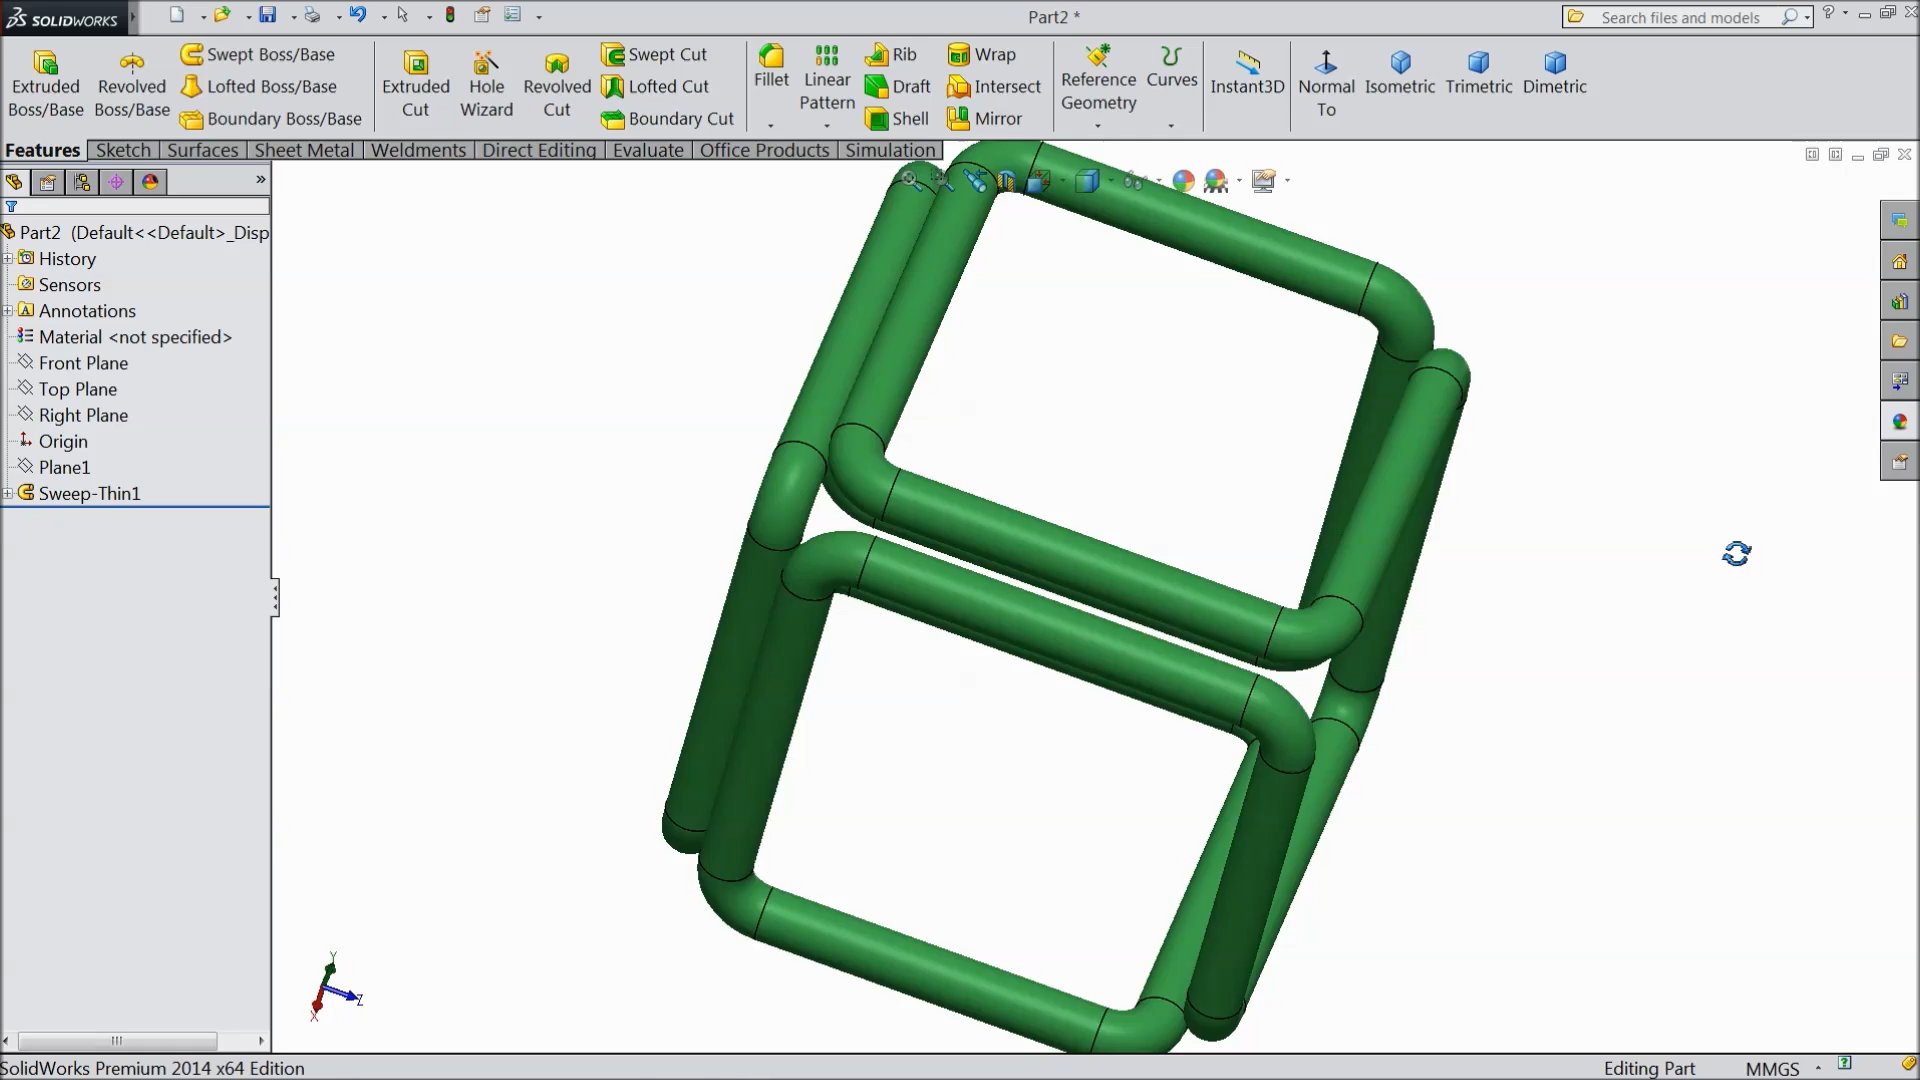 SOLIDWORKS
Part2 *
Search files and models
Extruded Boss/Base
Revolved Boss/Base
Swept Boss/Base
Lofted Boss/Base
Boundary Boss/Base
Extruded Cut
Hole Wizard
Revolved Cut
Swept Cut
Lofted Cut
Boundary Cut
Fillet
Linear Pattern
Rib
Draft
Shell
Wrap
Intersect
Mirror
Reference Geometry
Curves
Instant3D
Normal To
Isometric
Trimetric
Dimetric
Features Sketch Surfaces Sheet Metal Weldments Direct Editing Evaluate Office Products Simulation
Part2 (Default<<Default>_Disp
History
Sensors
Annotations
Material <not specified>
Front Plane
Top Plane
Right Plane
Origin
Plane1
Sweep-Thin1
Y
Z
X
SolidWorks Premium 2014 x64 Edition
Editing Part
MMGS